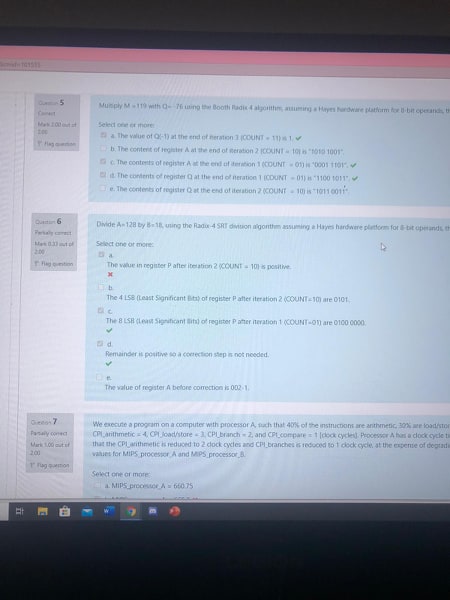 Question 5
Correct
Mark 2.00 out of
2.00
Flag question
Multiply M =119 with Q= -76 using the Booth Radix 4 algorithm, assuming a Hayes hardware platform for 8-bit operands, th
Select one or more:
a. The value of Q(-1) at the end of iteration 3 (COUNT = 11) is 1.
b. The content of register A at the end of iteration 2 (COUNT = 10) is "1010 1001".
c. The contents of register A at the end of iteration 1 (COUNT = 01) is "0001 1101".
d. The contents of register Q at the end of iteration 1 (COUNT = 01) is "1100 1011".
e. The contents of register Q at the end of iteration 2 (COUNT = 10) is "1011 0011".
Question 6
Partially correct
Mark 0.33 out of
2.00
Flag question
Divide A=128 by B=18, using the Radix-4 SRT division algorithm assuming a Hayes hardware platform for 8-bit operands, th
Select one or more:
a.
The value in register P after iteration 2 (COUNT = 10) is positive.
b.
The 4 LSB (Least Significant Bits) of register P after iteration 2 (COUNT=10) are 0101.
c.
The 8 LSB (Least Significant Bits) of register P after iteration 1 (COUNT=01) are 0100 0000.
d.
Remainder is positive so a correction step is not needed.
e.
The value of register A before correction is 002-1.
Question 7
Partially correct
Mark 1.00 out of
2.00
Flag question
We execute a program on a computer with processor A, such that 40% of the instructions are arithmetic, 30% are load/stor
CPI_arithmetic = 4, CPI_load/store = 3, CPI_branch = 2, and CPI_compare = 1 [clock cycles]. Processor A has a clock cycle ti
that the CPI_arithmetic is reduced to 2 clock cycles and CPI_branches is reduced to 1 clock cycle, at the expense of degrada
values for MIPS_processor_A and MIPS_processor_B.
Select one or more:
a. MIPS_processor_A = 660.75